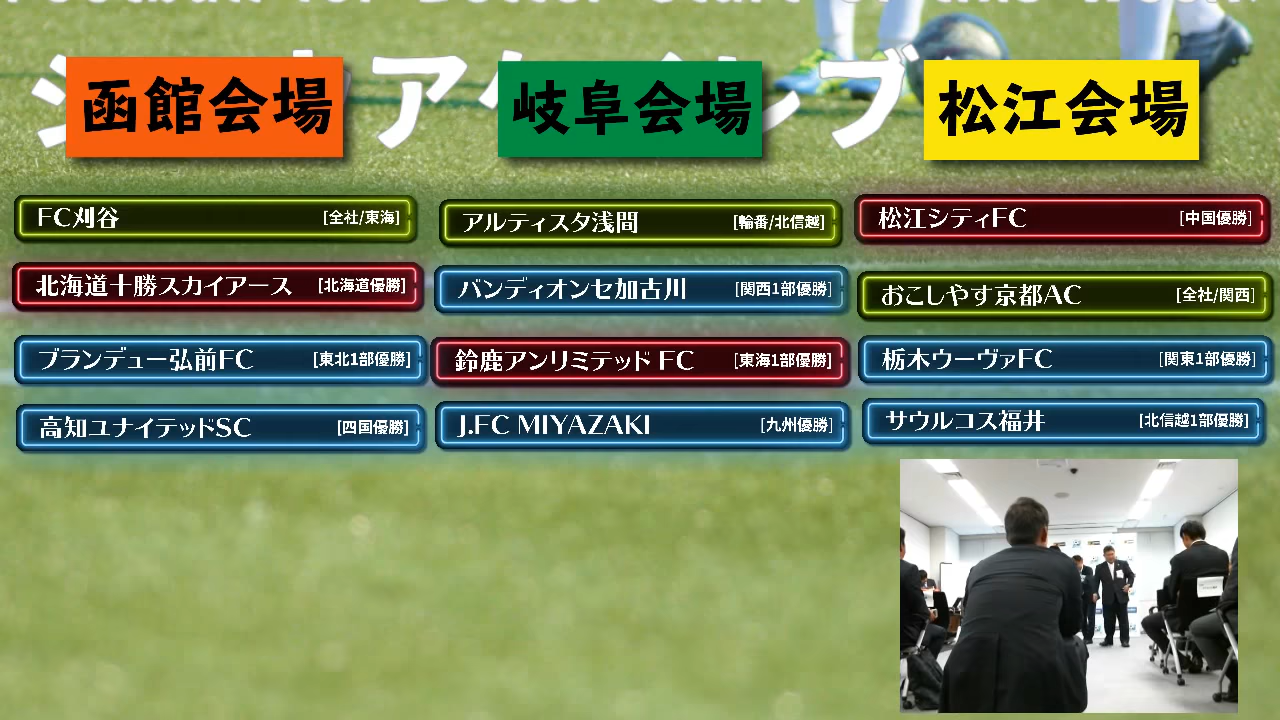 函館会場
FC刈谷 [全社/東海]
北海道十勝スカイアース [北海道優勝]
ブランデュー弘前FC [東北1部優勝]
高知ユナイテッドSC [四国優勝]
岐阜会場
アルティスタ浅間 [輪番/北信越]
バンディオンセ加古川 [関西1部優勝]
鈴鹿アンリミテッド FC [東海1部優勝]
J.FC MIYAZAKI [九州優勝]
松江会場
松江シティFC [中国優勝]
おこしやす京都AC [全社/関西]
栃木ウーヴァFC [関東1部優勝]
サウルコス福井 [北信越1部優勝]